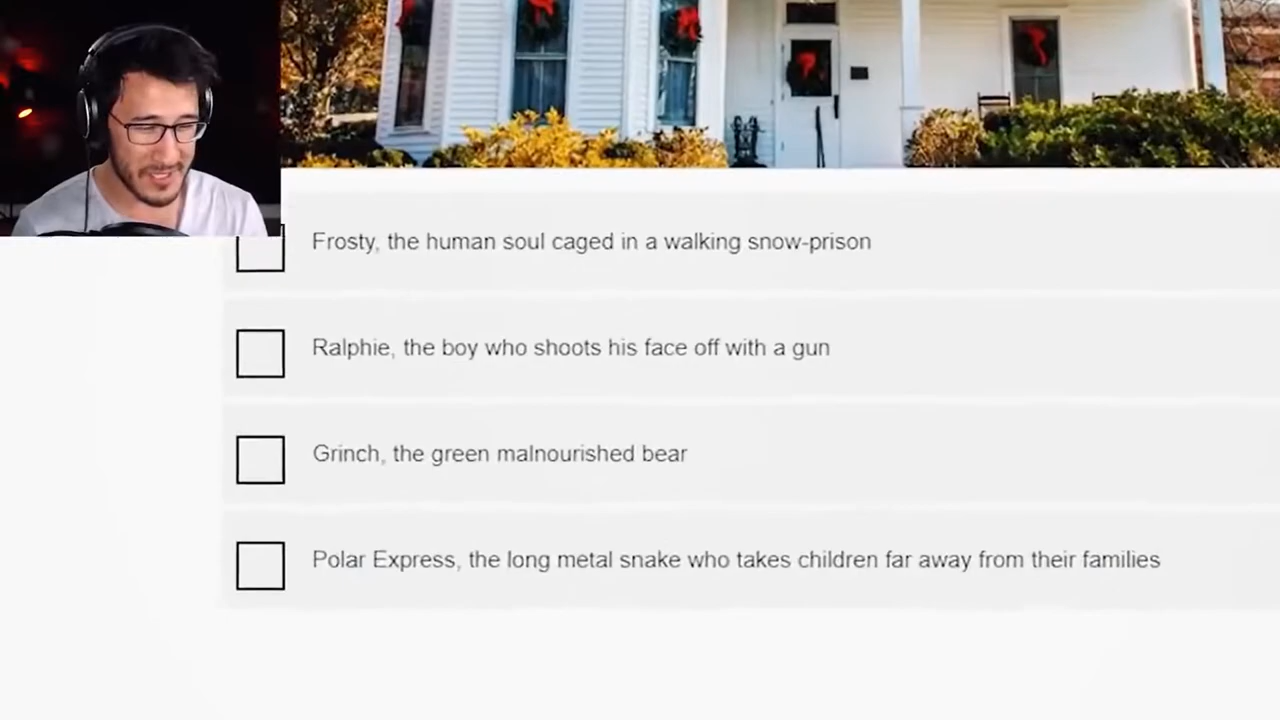 Frosty, the human soul caged in a walking snow-prison
Ralphie, the boy who shoots his face off with a gun
Grinch, the green malnourished bear
Polar Express, the long metal snake who takes children far away from their families